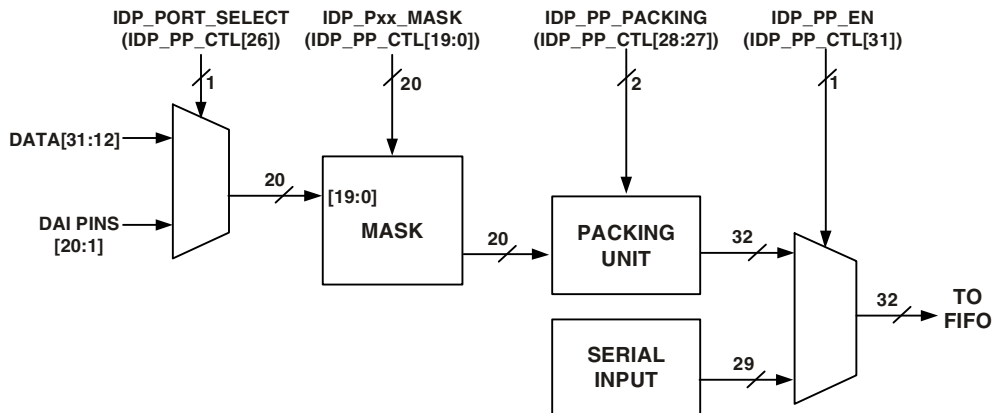 IDP_PORT_SELECT
(IDP_PP_CTL[26])
IDP_Pxx_MASK
(IDP_PP_CTL[19:0])
IDP_PP_PACKING
(IDP_PP_CTL[28:27])
IDP_PP_EN
(IDP_PP_CTL[31])
1
20
2
1
DATA[31:12]
DAI PINS
[20:1]
20
[19:0]
MASK
20
PACKING
UNIT
32
SERIAL
INPUT
29
32
TO
FIFO